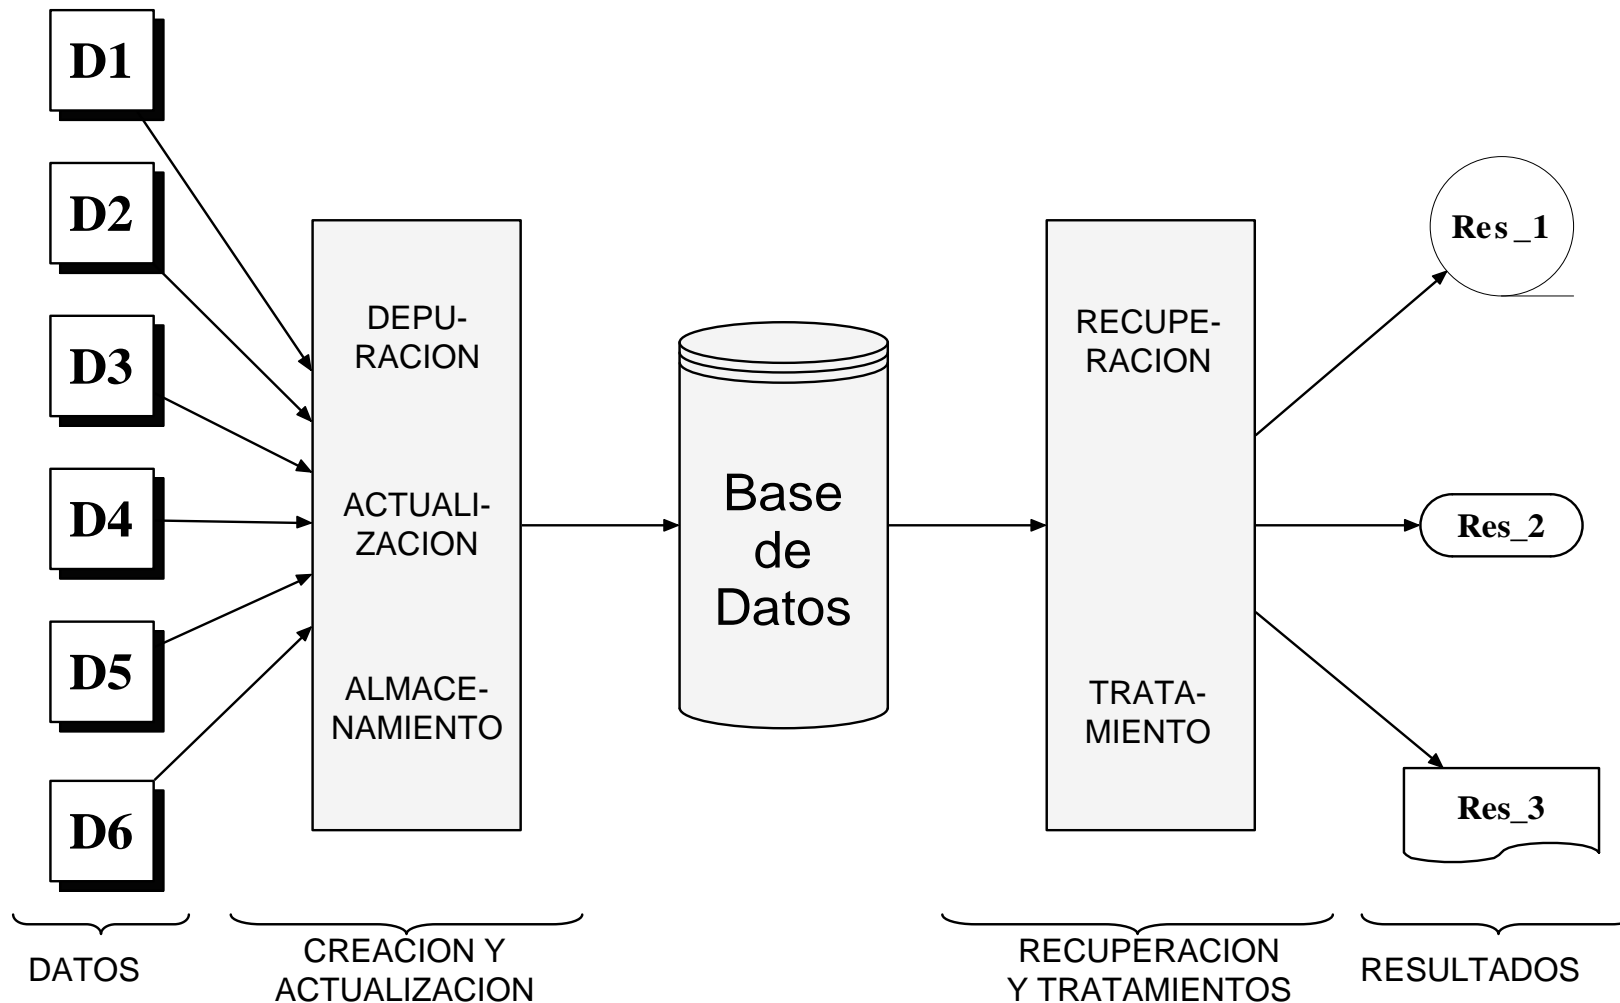 D1
D2
D3
D4
D5
D6
DEPU-
RACION
ACTUALI-
ZACION
ALMACE-
NAMIENTO
Base
de
Datos
RECUPE-
RACION
TRATA-
MIENTO
Res_1
Res_2
Res_3
DATOS
CREACION Y
ACTUALIZACION
RECUPERACION
Y TRATAMIENTOS
RESULTADOS